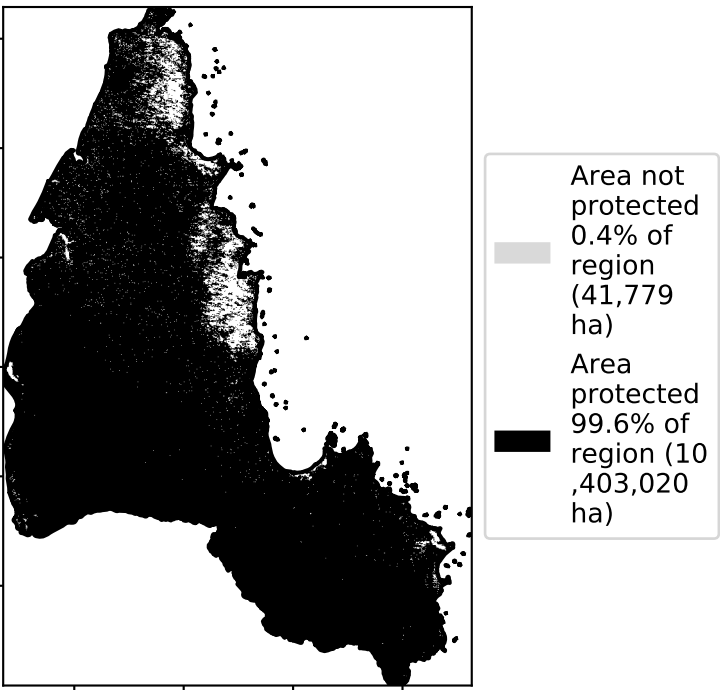 Area not
protected
0.4% of
region
(41,779
ha)
Area
protected
99.6% of
region (10
,403,020
ha)